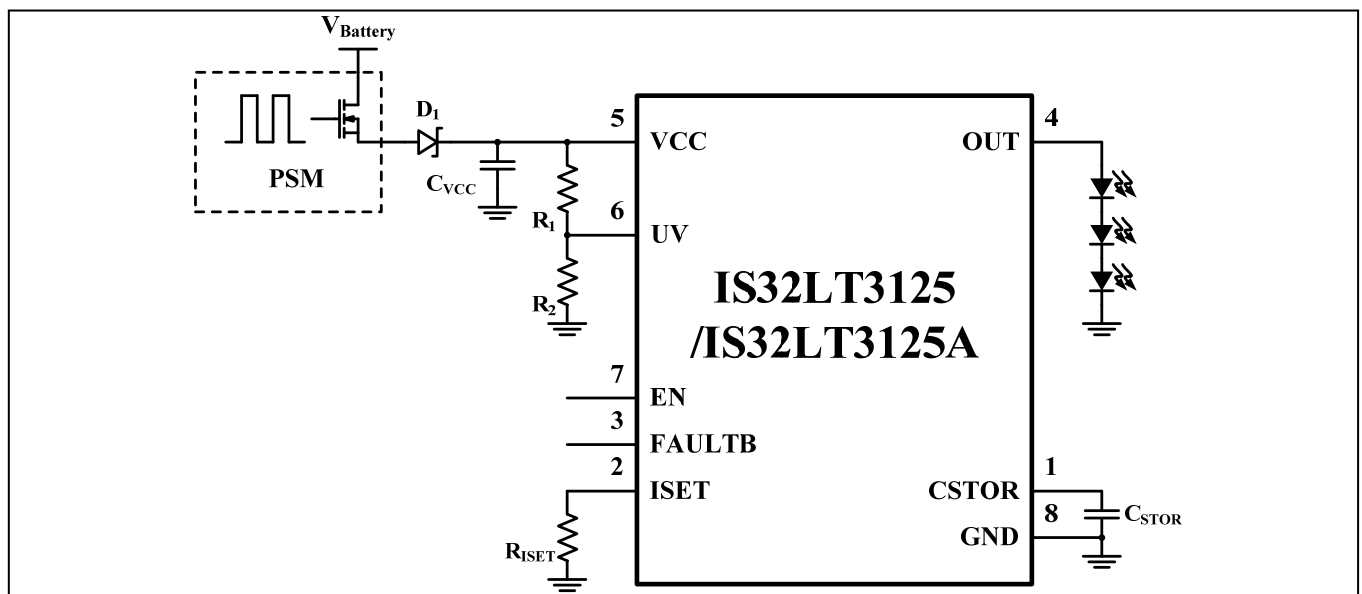 VBattery
PSM
D1
CVCC
R1
R2
5
VCC
6
UV
7
EN
3
FAULTB
2
ISET
RISET
IS32LT3125
/IS32LT3125A
4
OUT
1
CSTOR
8
GND
CSTOR